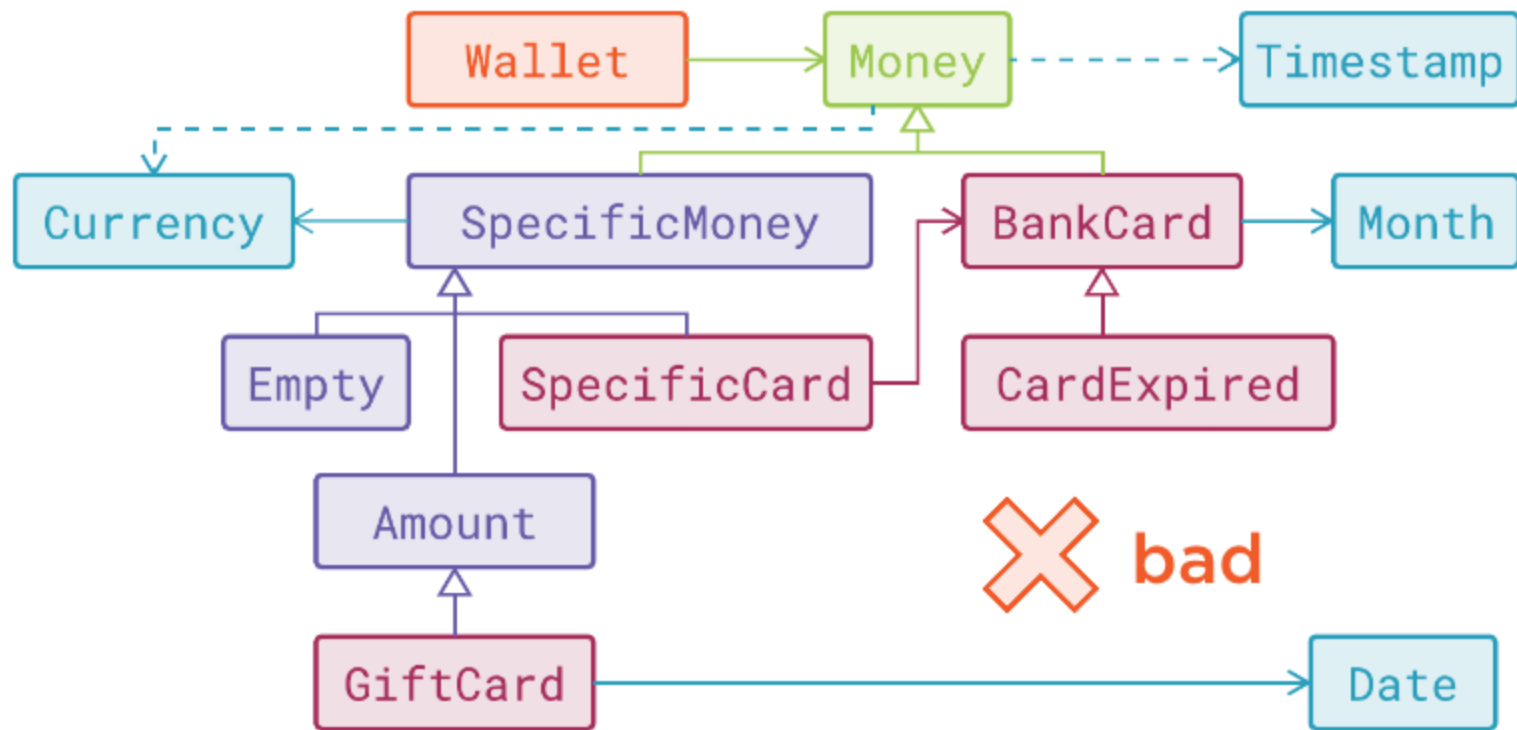 Wallet
Money
Timestamp
Currency
SpecificMoney
BankCard
Month
Empty
SpecificCard
CardExpired
Amount
bad
GiftCard
Date